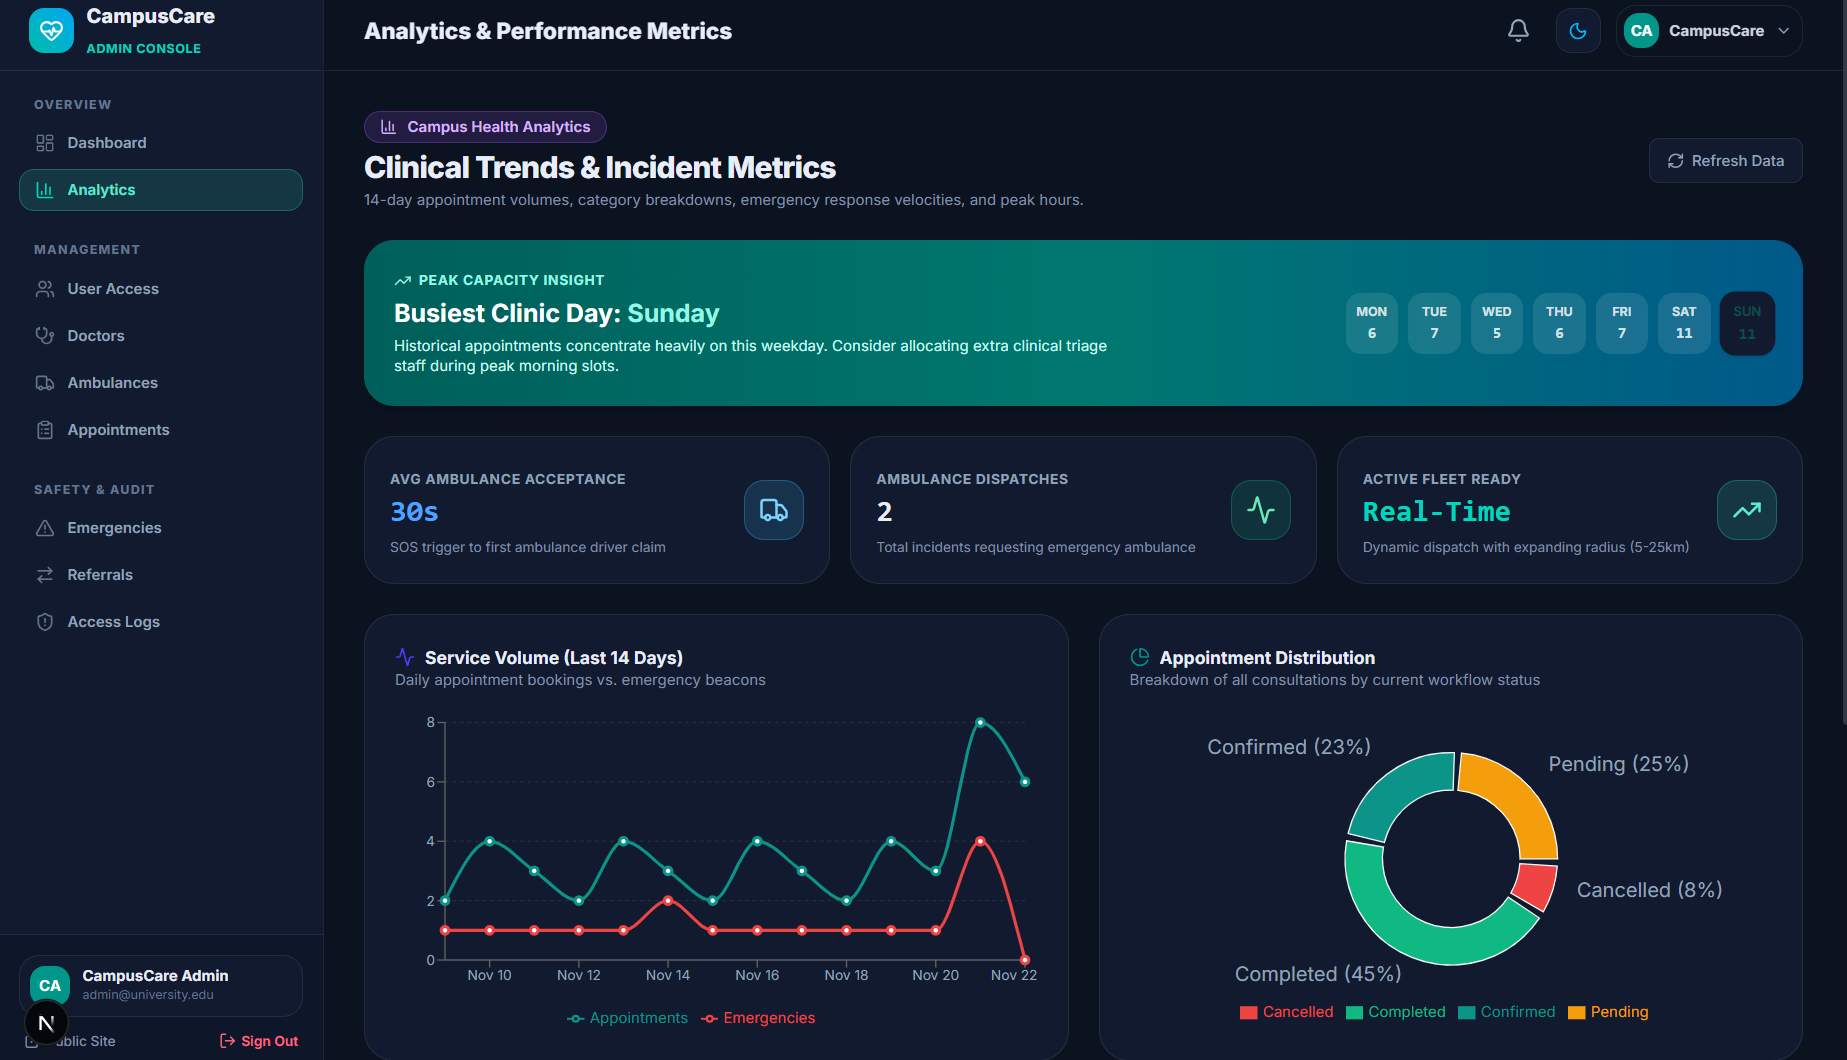 CampusCare
ADMIN CONSOLE
Analytics & Performance Metrics
CA
CampusCare
OVERVIEW
Dashboard
Analytics
MANAGEMENT
User Access
Doctors
Ambulances
Appointments
SAFETY & AUDIT
Emergencies
Referrals
Access Logs
CA
CampusCare Admin
admin@university.edu
N
ublic Site
Sign Out
Campus Health Analytics
Clinical Trends & Incident Metrics
14-day appointment volumes, category breakdowns, emergency response velocities, and peak hours.
Refresh Data
PEAK CAPACITY INSIGHT
Busiest Clinic Day: Sunday
Historical appointments concentrate heavily on this weekday. Consider allocating extra clinical triage
staff during peak morning slots.
MON TUE WED THU FRI SAT SUN
6 7 5 6 7 11 11
AVG AMBULANCE ACCEPTANCE
30s
SOS trigger to first ambulance driver claim
AMBULANCE DISPATCHES
2
Total incidents requesting emergency ambulance
ACTIVE FLEET READY
Real-Time
Dynamic dispatch with expanding radius (5-25km)
Service Volume (Last 14 Days)
Daily appointment bookings vs. emergency beacons
8
6
4
2
0
Nov 10 Nov 12 Nov 14 Nov 16 Nov 18 Nov 20 Nov 22
Appointments Emergencies
Appointment Distribution
Breakdown of all consultations by current workflow status
Confirmed (23%)
Pending (25%)
Cancelled (8%)
Completed (45%)
Cancelled Completed Confirmed Pending